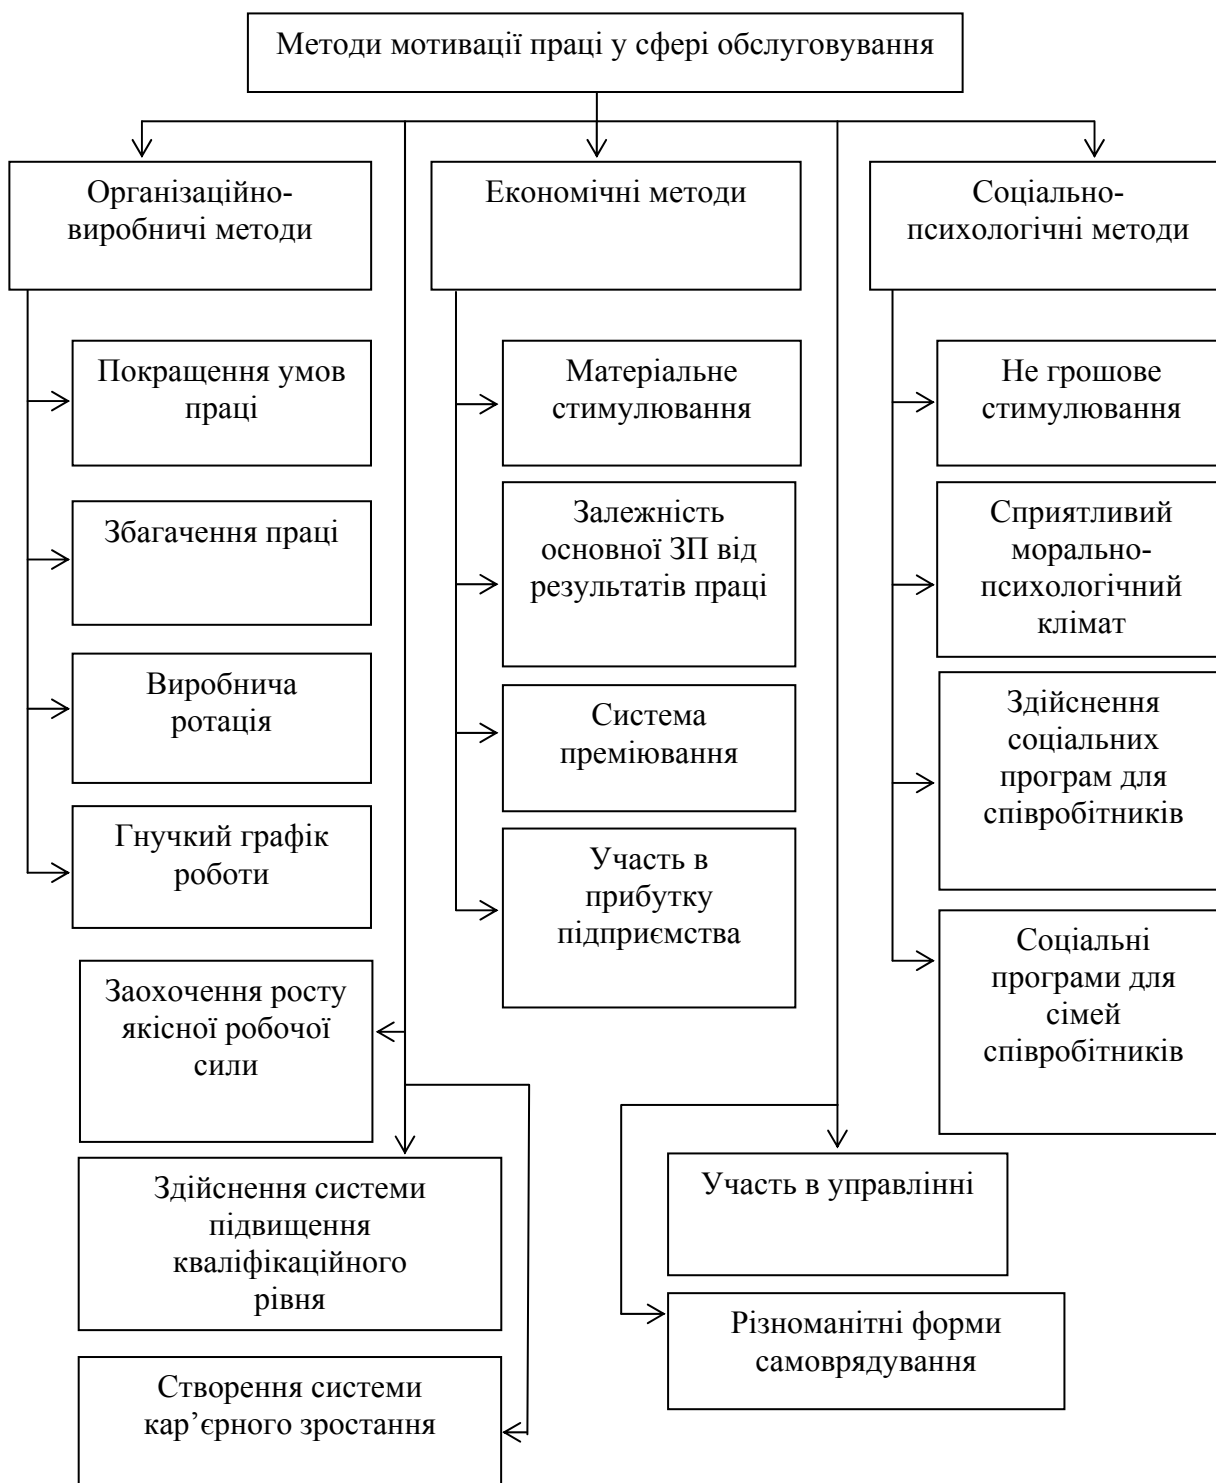 Методи мотивації праці у сфері обслуговування
Організаційно-
виробничі методи
Економічні методи
Соціально-
психологічні методи
Покращення умов
праці
Збагачення праці
Виробнича
ротація
Гнучкий графік
роботи
Матеріальне
стимулювання
Залежність
основної ЗП від
результатів праці
Система
преміювання
Участь в
прибутку
підприємства
Не грошове
стимулювання
Сприятливий
морально-
психологічний
клімат
Здійснення
соціальних
програм для
співробітників
Соціальні
програми для
сімей
співробітників
Заохочення росту
якісної робочої
сили
Здійснення системи
підвищення
кваліфікаційного
рівня
Створення системи
кар’єрного зростання
Участь в управлінні
Різноманітні форми
самоврядування